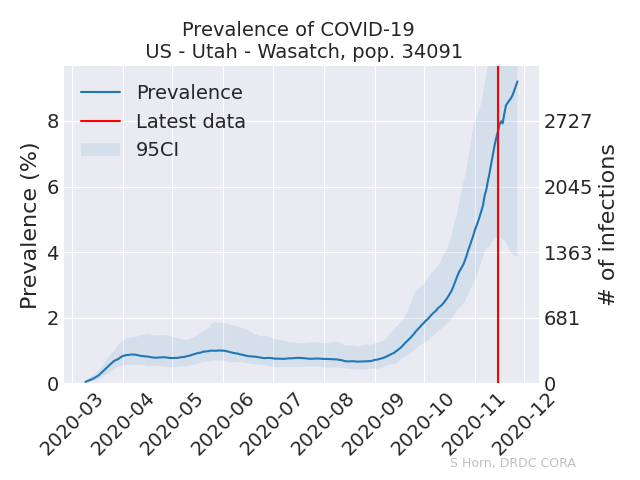 Prevalence of COVID-19
US - Utah - Wasatch, pop. 34091
Prevalence
Latest data
95CI
Prevalence (%)
8
6
4
2
0
2727
2045
1363
681
0
# of infections
2020-03
2020-04
2020-05
2020-06
2020-07
2020-08
2020-09
2020-10
2020-11
2020-12
S Horn, DRDC CORA